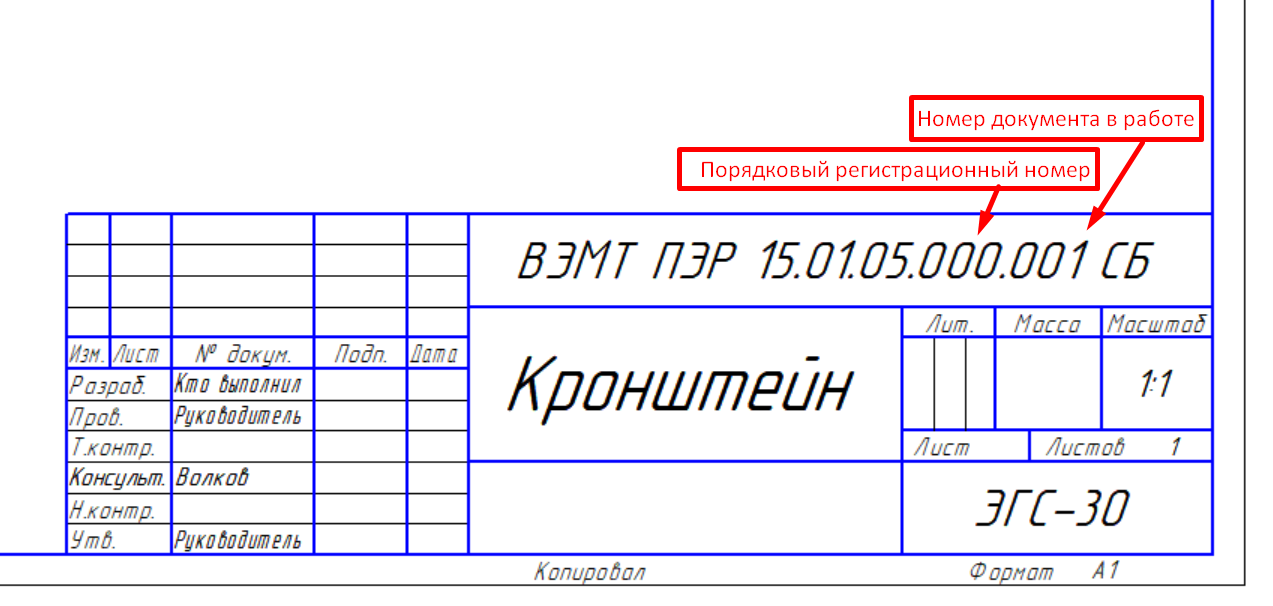 Номер документа в работе
Порядковый регистрационный номер
ВЭМТ ПЭР 15.01.05.000.001 СБ
Лит. Масса Масштаб
Изм. Лист № докум. Подп. Дата
Кронштейн
1:1
Разраб. Кто выполнил
Пров. Руководитель
Т.контр.
Лист Листов 1
Консульт. Волков
Н.контр.
ЭГС-30
Утв. Руководитель
Копировал Формат А1